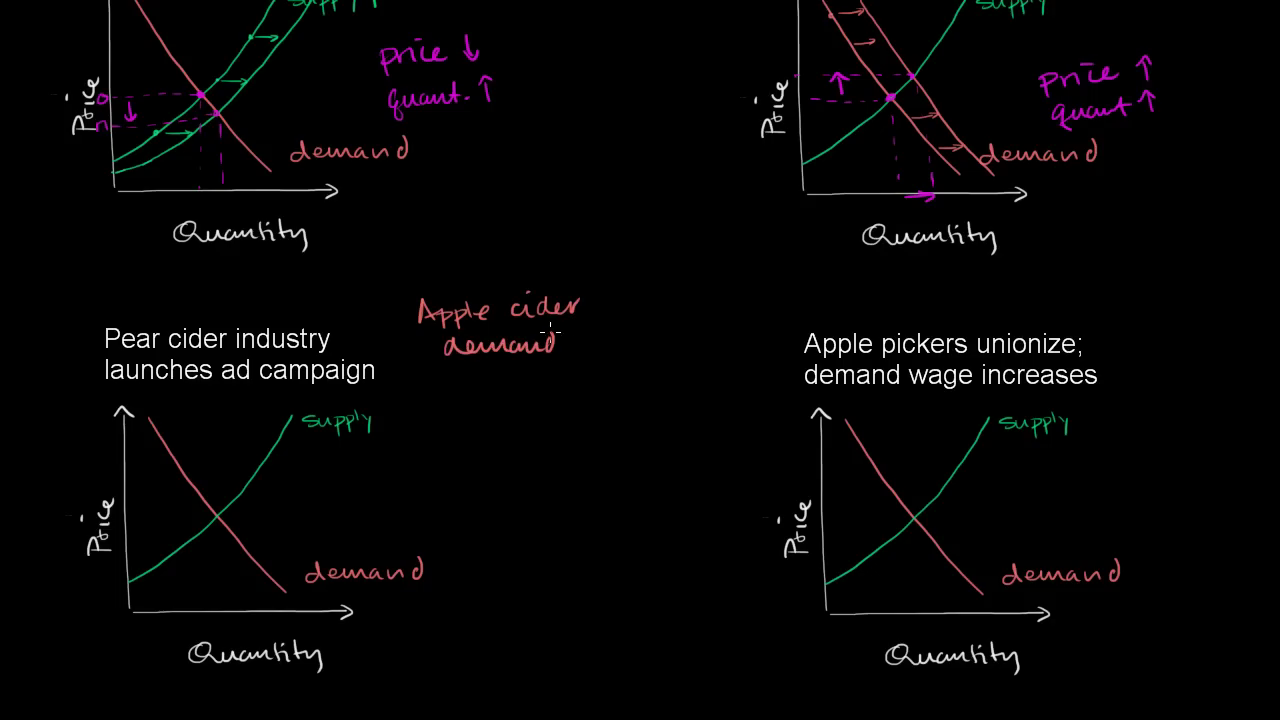 supply
supply
price ↓
quant. ↑
price ↑
quant ↑
Price
o
n
demand
Price
demand
Quantity
Quantity
Apple cider
demand
Pear cider industry
launches ad campaign
Apple pickers unionize;
demand wage increases
supply
supply
Price
demand
Price
demand
Quantity
Quantity